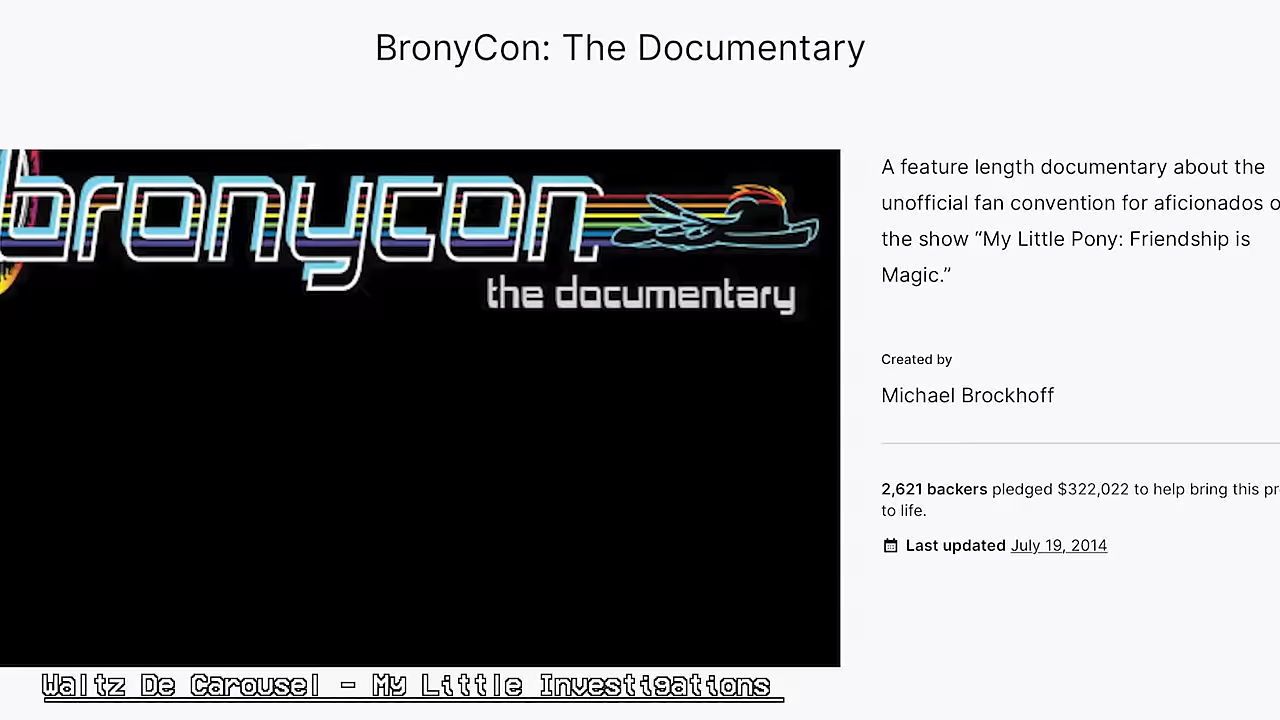 BronyCon: The Documentary
bronycon
the documentary
A feature length documentary about the
unofficial fan convention for aficionados
the show “My Little Pony: Friendship is
Magic.”
Created by
Michael Brockhoff
2,621 backers pledged $322,022 to help bring this
to life.
Last updated July 19, 2014
Waltz De Carousel - My Little Investigations